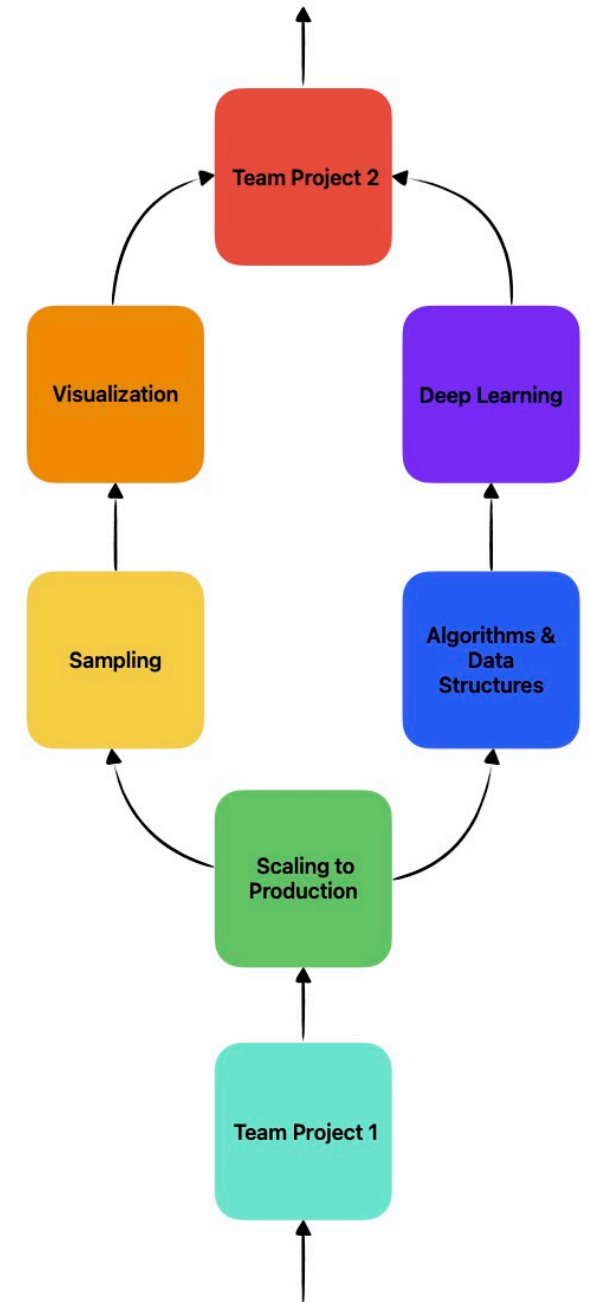 Team Project 2
Visualization
Deep Learning
Sampling
Algorithms &
Data
Structures
Scaling to
Production
Team Project 1